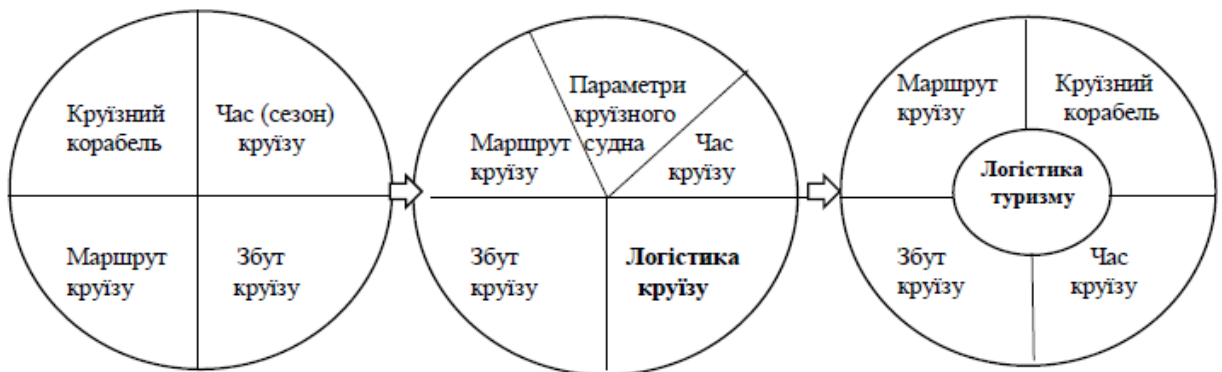 Круїзний
корабель
Час (сезон)
круїзу
Маршрут
круїзу
Збут
круїзу
Параметри
круїзного
судна
Маршрут
круїзу
Час
круїзу
Збут
круїзу
Логістика
круїзу
Маршрут
круїзу
Круїзний
корабель
Логістика
туризму
Збут
круїзу
Час
круїзу